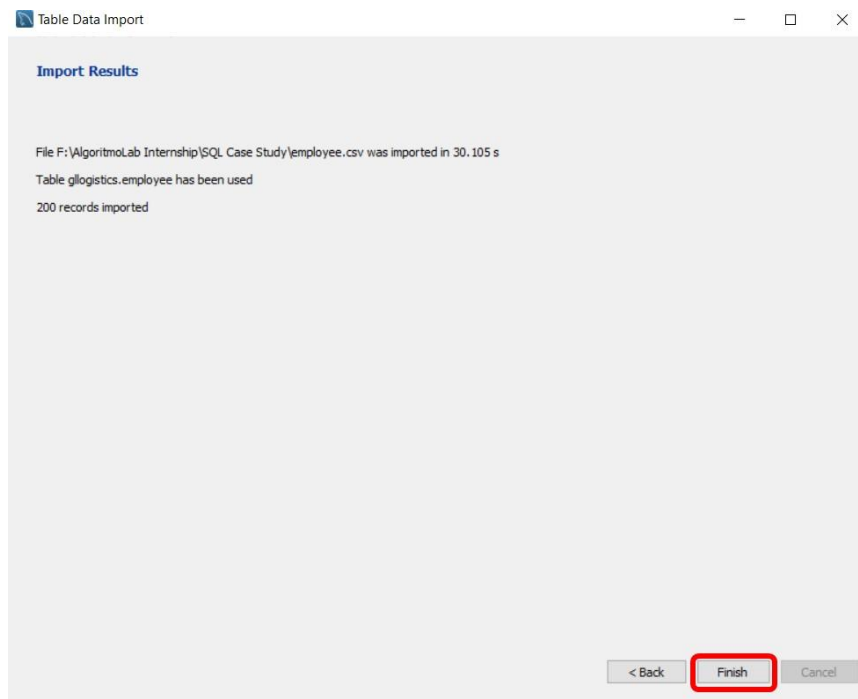 Table Data Import
Import Results
File F:\AlgoritmoLab Internship\SQL Case Study\employee.csv was imported in 30.105 s
Table gllogistics.employee has been used
200 records imported
< Back
Finish
Cancel